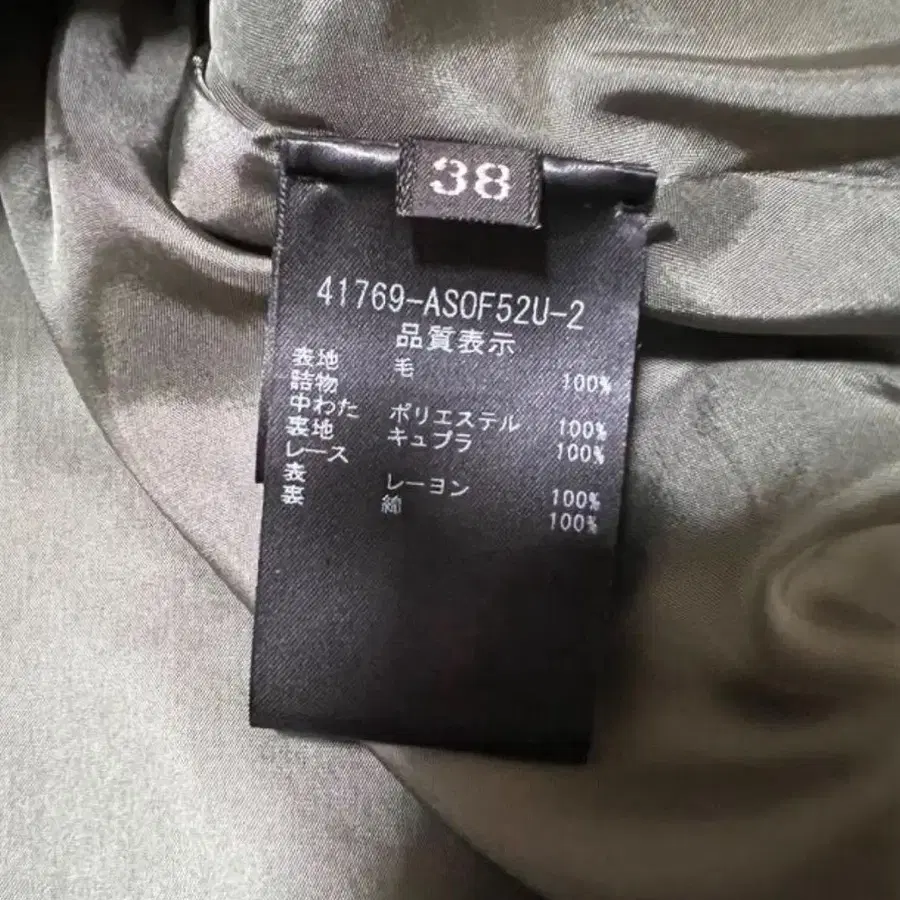 38
41769-ASOF52U-2
品質表示
表地 毛 100%
詰物
中わた ポリエステル 100%
裏地 キュプラ 100%
レース
表 レーヨン 100%
裏 綿 100%